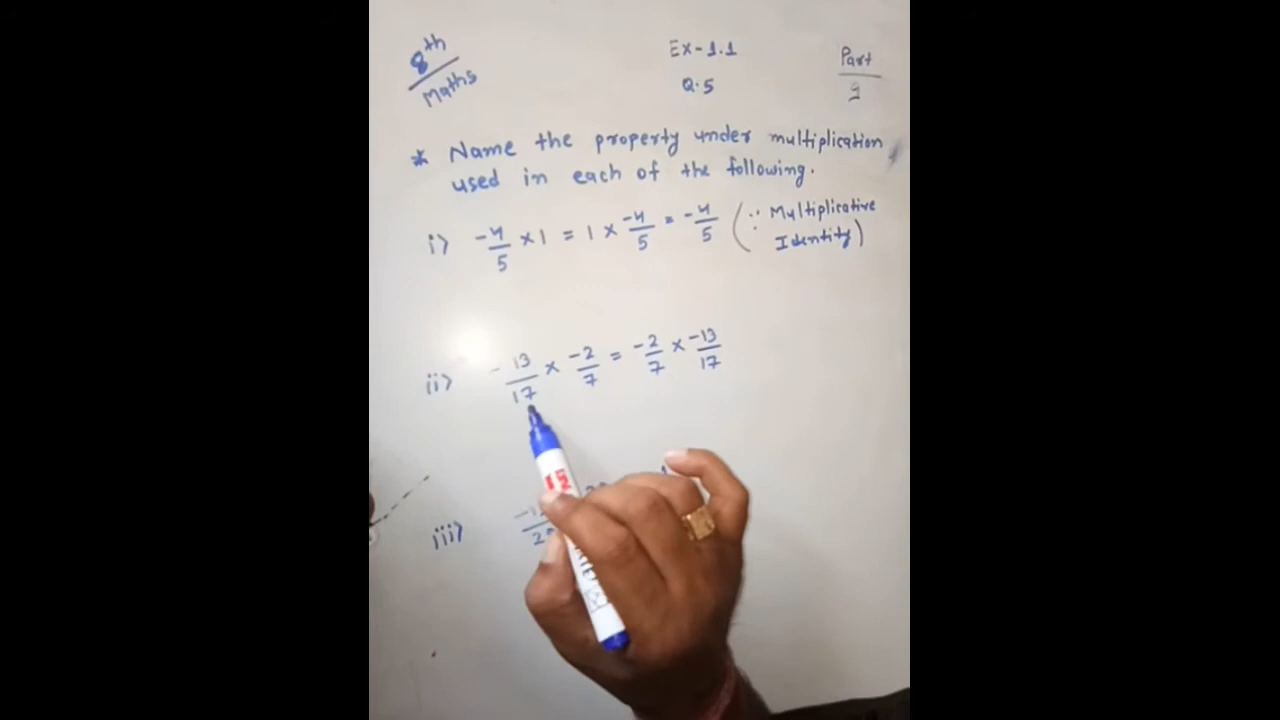 8th
Maths
Ex-1.1
Q.5
Part
9
* Name the property under multiplication
used in each of the following.
i> -4/5 × 1 = 1 × -4/5 = -4/5 (∵ Multiplicative
Identity)
ii> -13/17 × -2/7 = -2/7 × -13/17
iii>